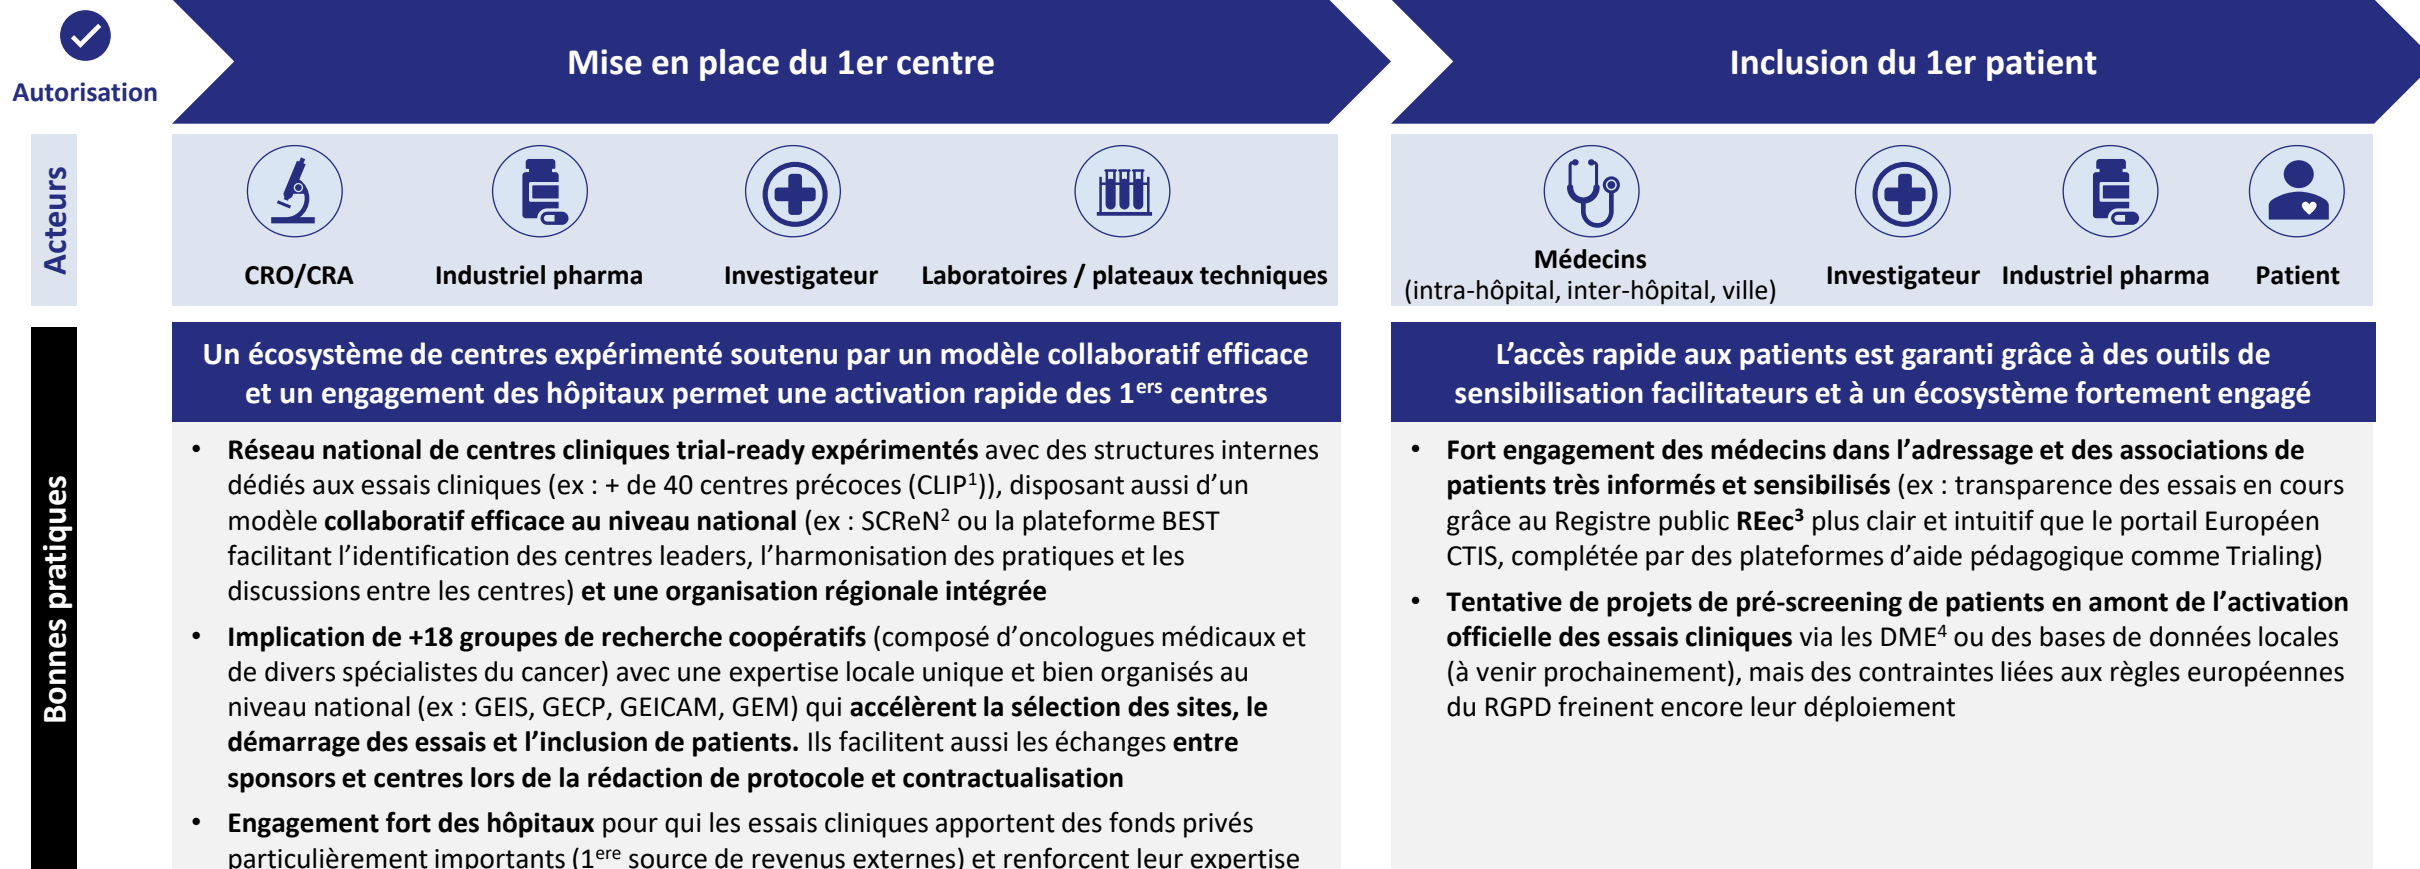 Autorisation
Mise en place du 1er centre
Inclusion du 1er patient
Acteurs
CRO/CRA
Industriel pharma
Investigateur
Laboratoires / plateaux techniques
Médecins
(intra-hôpital, inter-hôpital, ville)
Investigateur
Industriel pharma
Patient
Bonnes pratiques
Un écosystème de centres expérimenté soutenu par un modèle collaboratif efficace
et un engagement des hôpitaux permet une activation rapide des 1ers centres
• Réseau national de centres cliniques trial-ready expérimentés avec des structures internes
dédiés aux essais cliniques (ex : + de 40 centres précoces (CLIP1)), disposant aussi d’un
modèle collaboratif efficace au niveau national (ex : SCReN2 ou la plateforme BEST
facilitant l’identification des centres leaders, l’harmonisation des pratiques et les
discussions entre les centres) et une organisation régionale intégrée
• Implication de +18 groupes de recherche coopératifs (composé d’oncologues médicaux et
de divers spécialistes du cancer) avec une expertise locale unique et bien organisés au
niveau national (ex : GEIS, GECP, GEICAM, GEM) qui accélèrent la sélection des sites, le
démarrage des essais et l’inclusion de patients. Ils facilitent aussi les échanges entre
sponsors et centres lors de la rédaction de protocole et contractualisation
• Engagement fort des hôpitaux pour qui les essais cliniques apportent des fonds privés
particulièrement importants (1ere source de revenus externes) et renforcent leur expertise
L’accès rapide aux patients est garanti grâce à des outils de
sensibilisation facilitateurs et à un écosystème fortement engagé
• Fort engagement des médecins dans l’adressage et des associations de
patients très informés et sensibilisés (ex : transparence des essais en cours
grâce au Registre public REec3 plus clair et intuitif que le portail Européen
CTIS, complétée par des plateformes d’aide pédagogique comme Trialing)
• Tentative de projets de pré-screening de patients en amont de l’activation
officielle des essais cliniques via les DME4 ou des bases de données locales
(à venir prochainement), mais des contraintes liées aux règles européennes
du RGPD freinent encore leur déploiement